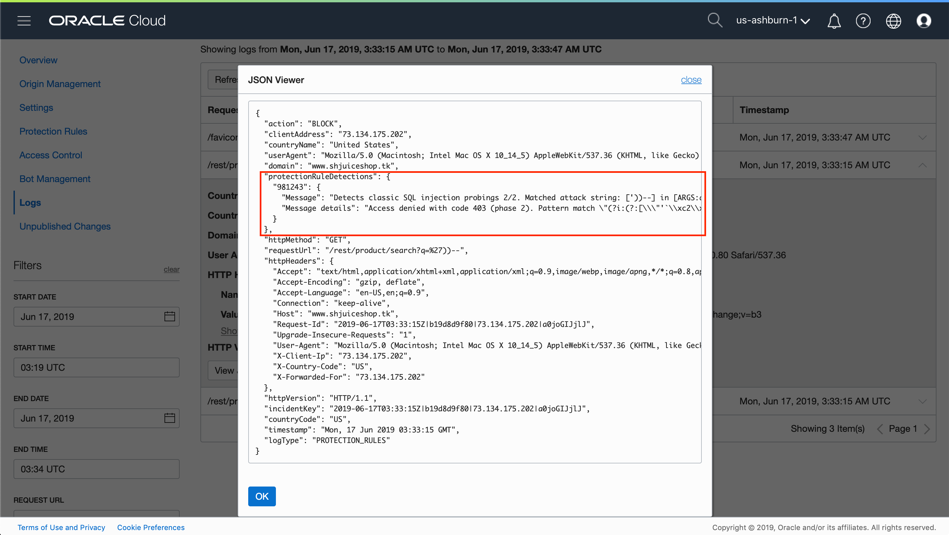 ORACLE Cloud
us-ashburn-1
Showing logs from Mon, Jun 17, 2019, 3:33:15 AM UTC to Mon, Jun 17, 2019, 3:33:47 AM UTC
Overview
Origin Management
Settings
Protection Rules
Access Control
Bot Management
Logs
Unpublished Changes
Filters
clear
START DATE
Jun 17, 2019
START TIME
03:19 UTC
END DATE
Jun 17, 2019
END TIME
03:34 UTC
REQUEST URL
Timestamp
/favicon
Mon, Jun 17, 2019, 3:33:47 AM UTC
/rest/pr
Mon, Jun 17, 2019, 3:33:15 AM UTC
Countr
Countr
User A
0.80 Safari/537.36
HTTP H
Nan
Valu
hange;v=b3
Sho
HTTP V
View
/rest/pr
Mon, Jun 17, 2019, 3:33:15 AM UTC
Showing 3 Item(s)
Page 1
JSON Viewer
close
{
"action": "BLOCK",
"clientAddress": "73.134.175.202",
"countryName": "United States",
"userAgent": "Mozilla/5.0 (Macintosh; Intel Mac OS X 10_14_5) AppleWebKit/537.36 (KHTML, like Gecko)
"domain": "www.shjuiceshop.tk",
"protectionRuleDetections": {
"981243": {
"Message": "Detects classic SQL injection probings 2/2. Matched attack string: ['))--] in [ARGS:
"Message details": "Access denied with code 403 (phase 2). Pattern match \"(?i:(?:[\\\"'`\\xc2\\
}
},
"httpMethod": "GET",
"requestUrl": "/rest/product/search?q=%27))--",
"httpHeaders": {
"Accept": "text/html,application/xhtml+xml,application/xml;q=0.9,image/webp,image/apng,*/*;q=0.8,ap
"Accept-Encoding": "gzip, deflate",
"Accept-Language": "en-US,en;q=0.9",
"Connection": "keep-alive",
"Host": "www.shjuiceshop.tk",
"Request-Id": "2019-06-17T03:33:15Z|b19d8d9f80|73.134.175.202|a0joGIJjlJ",
"Upgrade-Insecure-Requests": "1",
"User-Agent": "Mozilla/5.0 (Macintosh; Intel Mac OS X 10_14_5) AppleWebKit/537.36 (KHTML, like Geck
"X-Client-Ip": "73.134.175.202",
"X-Country-Code": "US",
"X-Forwarded-For": "73.134.175.202"
},
"httpVersion": "HTTP/1.1",
"incidentKey": "2019-06-17T03:33:15Z|b19d8d9f80|73.134.175.202|a0joGIJjlJ",
"countryCode": "US",
"timestamp": "Mon, 17 Jun 2019 03:33:15 GMT",
"logType": "PROTECTION_RULES"
}
OK
Terms of Use and Privacy
Cookie Preferences
Copyright © 2019, Oracle and/or its affiliates. All rights reserved.